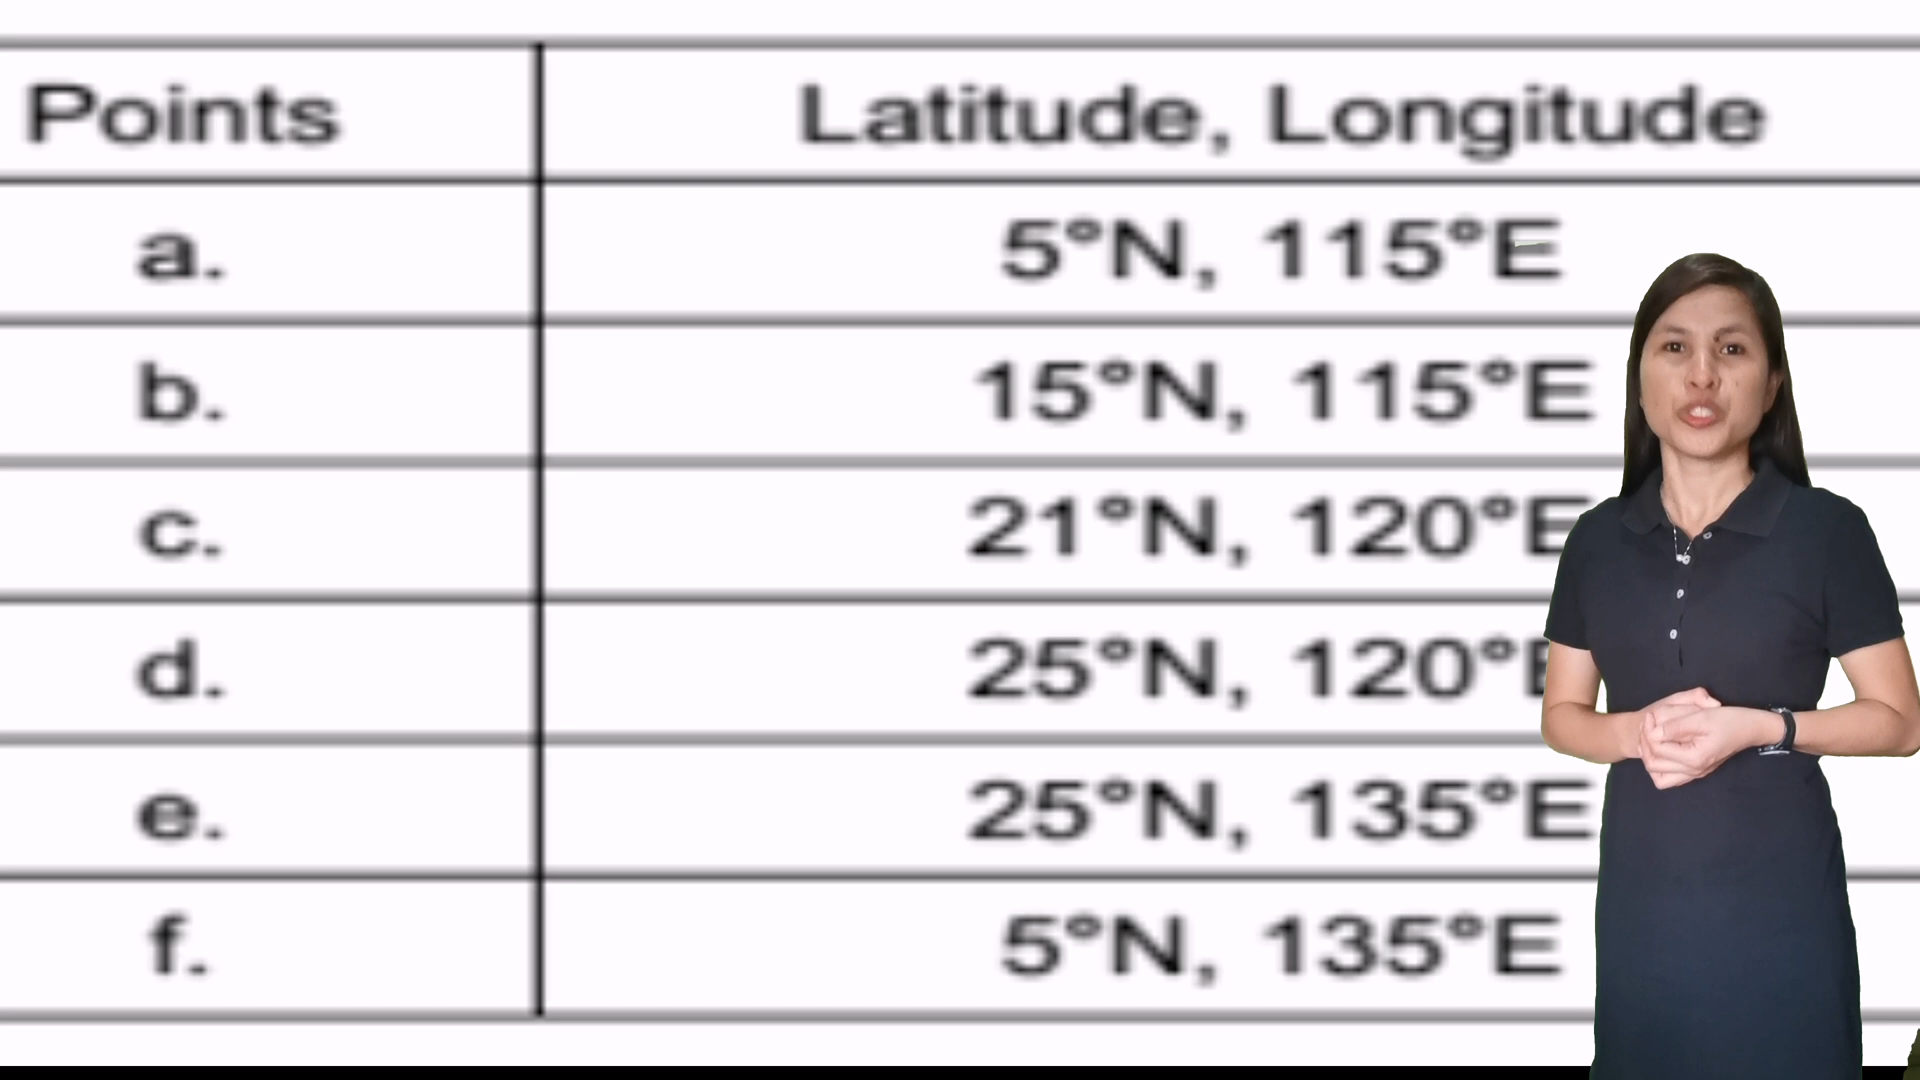 Points Latitude, Longitude
a. 5°N, 115°E
b. 15°N, 115°E
c. 21°N, 120°E
d. 25°N, 120°E
e. 25°N, 135°E
f. 5°N, 135°E